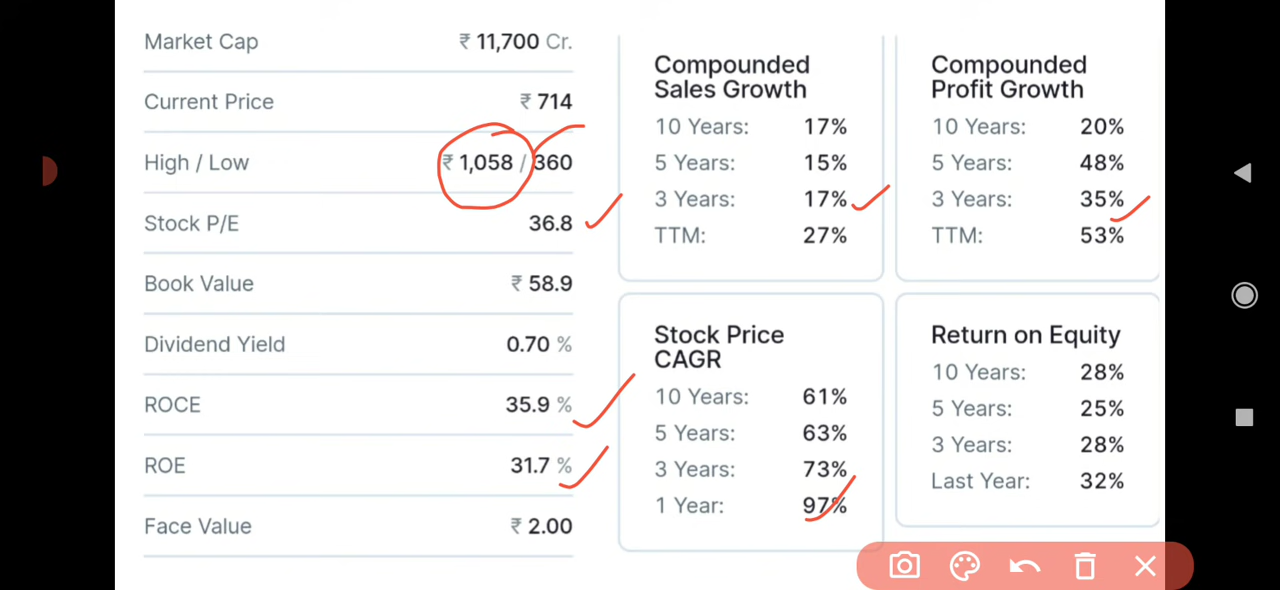 Market Cap ₹ 11,700 Cr.
Current Price ₹ 714
High / Low ₹ 1,058 / 360
Stock P/E 36.8
Book Value ₹ 58.9
Dividend Yield 0.70 %
ROCE 35.9 %
ROE 31.7 %
Face Value ₹ 2.00
Compounded
Sales Growth
10 Years: 17%
5 Years: 15%
3 Years: 17%
TTM: 27%
Compounded
Profit Growth
10 Years: 20%
5 Years: 48%
3 Years: 35%
TTM: 53%
Stock Price
CAGR
10 Years: 61%
5 Years: 63%
3 Years: 73%
1 Year: 97%
Return on Equity
10 Years: 28%
5 Years: 25%
3 Years: 28%
Last Year: 32%